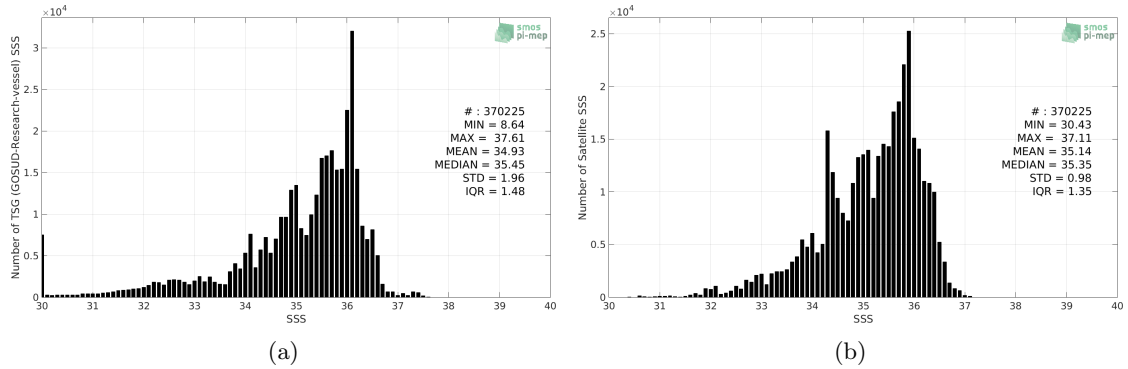 ×10⁴
smos
pi-mep
Number of TSG (GOSUD-Research-vessel) SSS
3
2.5
2
1.5
1
0.5
0
# : 370225
MIN = 8.64
MAX = 37.61
MEAN = 34.93
MEDIAN = 35.45
STD = 1.96
IQR = 1.48
30 31 32 33 34 35 36 37 38 39 40
SSS
(a)
×10⁴
smos
pi-mep
Number of Satellite SSS
2.5
2
1.5
1
0.5
0
# : 370225
MIN = 30.43
MAX = 37.11
MEAN = 35.14
MEDIAN = 35.35
STD = 0.98
IQR = 1.35
30 31 32 33 34 35 36 37 38 39 40
SSS
(b)